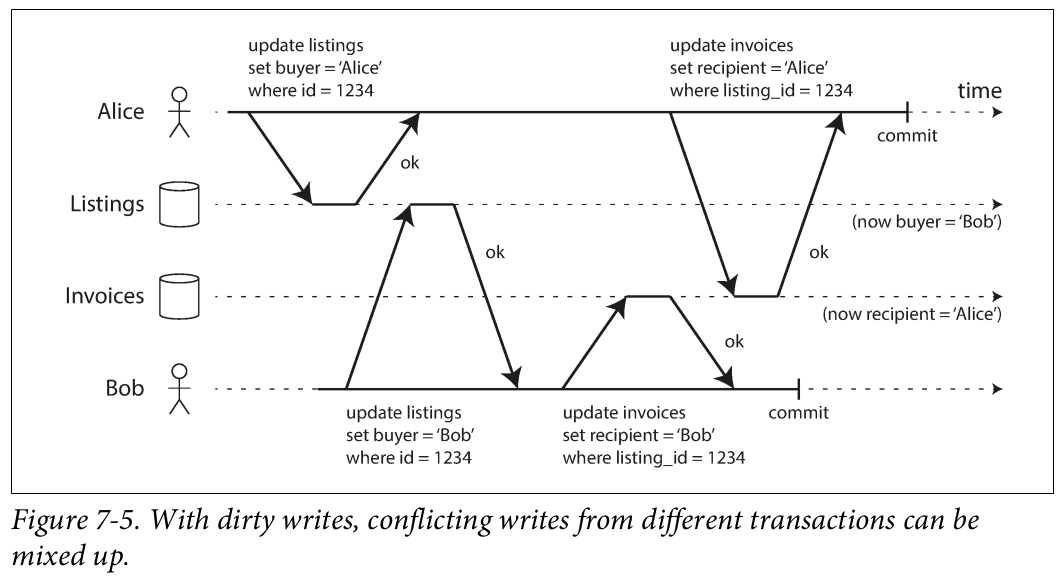 update listings
set buyer = ‘Alice’
where id = 1234
update invoices
set recipient = ‘Alice’
where listing_id = 1234
Alice
time
commit
ok
Listings
(now buyer = ‘Bob’)
ok
ok
Invoices
(now recipient = ‘Alice’)
ok
Bob
commit
update listings
set buyer = ‘Bob’
where id = 1234
update invoices
set recipient = ‘Bob’
where listing_id = 1234
Figure 7-5. With dirty writes, conflicting writes from different transactions can be
mixed up.